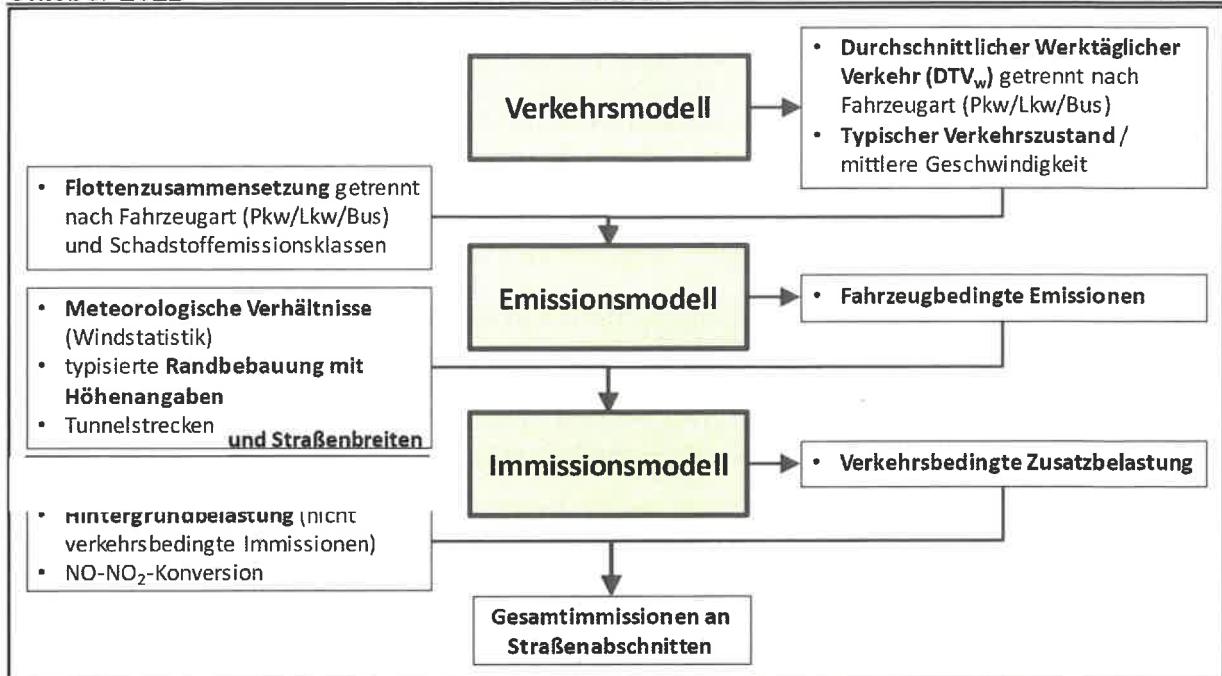 Verkehrsmodell
• Durchschnittlicher Werktäglicher
Verkehr (DTVw) getrennt nach
Fahrzeugart (Pkw/Lkw/Bus)
• Typischer Verkehrszustand /
mittlere Geschwindigkeit
• Flottenzusammensetzung getrennt
nach Fahrzeugart (Pkw/Lkw/Bus)
und Schadstoffemissionsklassen
Emissionsmodell
• Fahrzeugbedingte Emissionen
• Meteorologische Verhältnisse
(Windstatistik)
• typisierte Randbebauung mit
Höhenangaben
• Tunnelstrecken
und Straßenbreiten
Immissionsmodell
• Verkehrsbedingte Zusatzbelastung
• Hintergrundbelastung (nicht
verkehrsbedingte Immissionen)
• NO-NO₂-Konversion
Gesamtimmissionen an
Straßenabschnitten